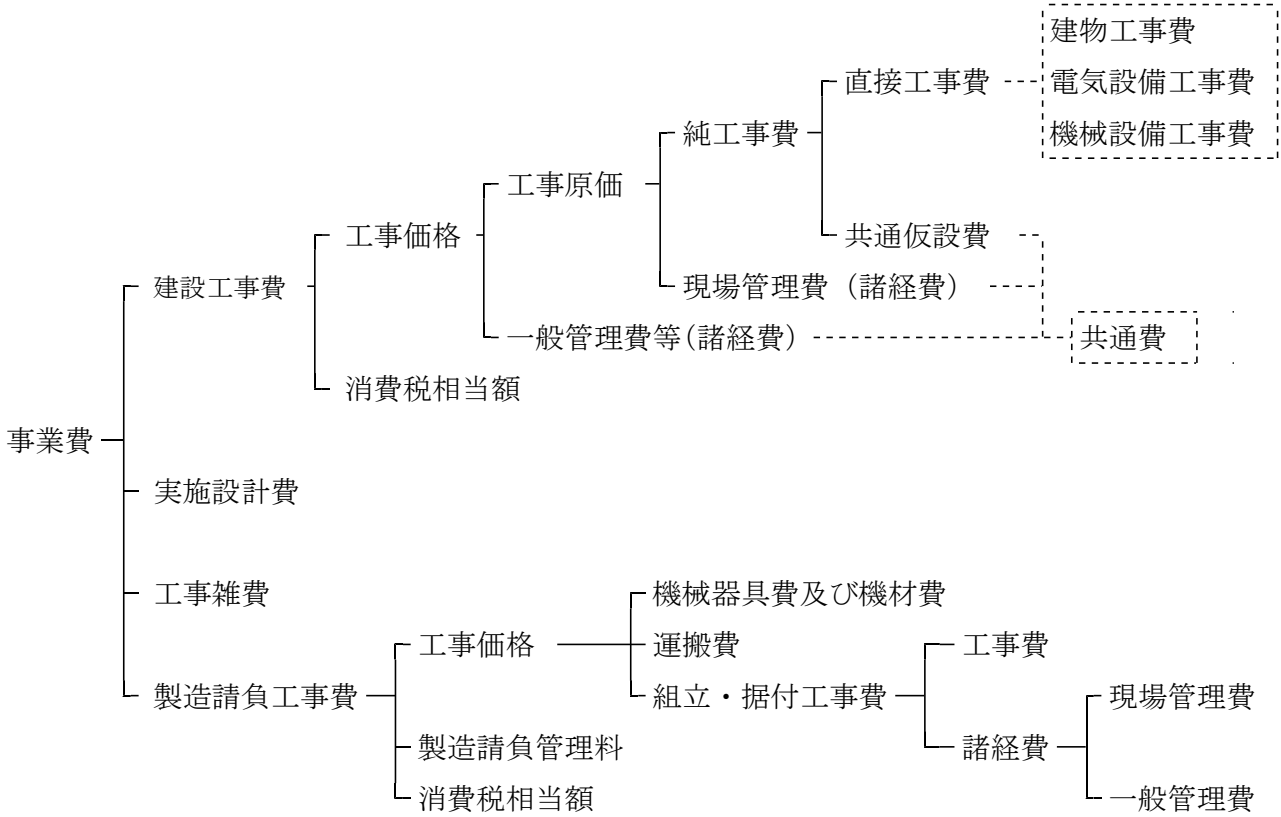 建物工事費
直接工事費
電気設備工事費
機械設備工事費
純工事費
工事原価
工事価格
共通仮設費
建設工事費
現場管理費（諸経費）
一般管理費等(諸経費)
共通費
消費税相当額
事業費
実施設計費
工事雑費
機械器具費及び機材費
工事価格
運搬費
工事費
製造請負工事費
組立・据付工事費
現場管理費
製造請負管理料
諸経費
消費税相当額
一般管理費